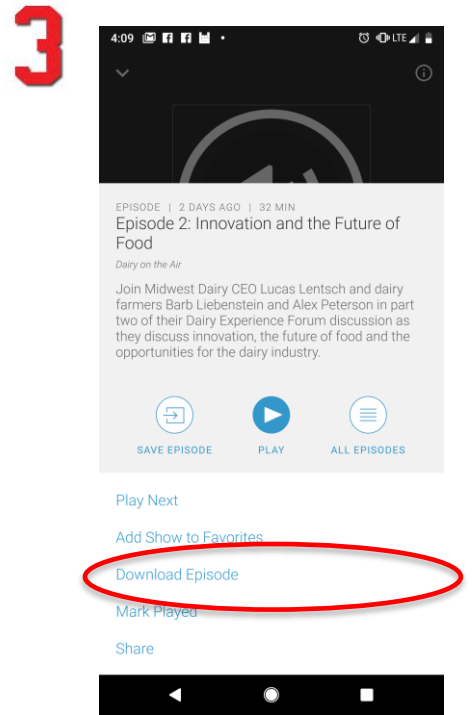 3
4:09
LTE
EPISODE | 2 DAYS AGO | 32 MIN
Episode 2: Innovation and the Future of
Food
Dairy on the Air
Join Midwest Dairy CEO Lucas Lentsch and dairy
farmers Barb Liebenstein and Alex Peterson in part
two of their Dairy Experience Forum discussion as
they discuss innovation, the future of food and the
opportunities for the dairy industry.
SAVE EPISODE PLAY ALL EPISODES
Play Next
Add Show to Favorites
Download Episode
Mark Played
Share